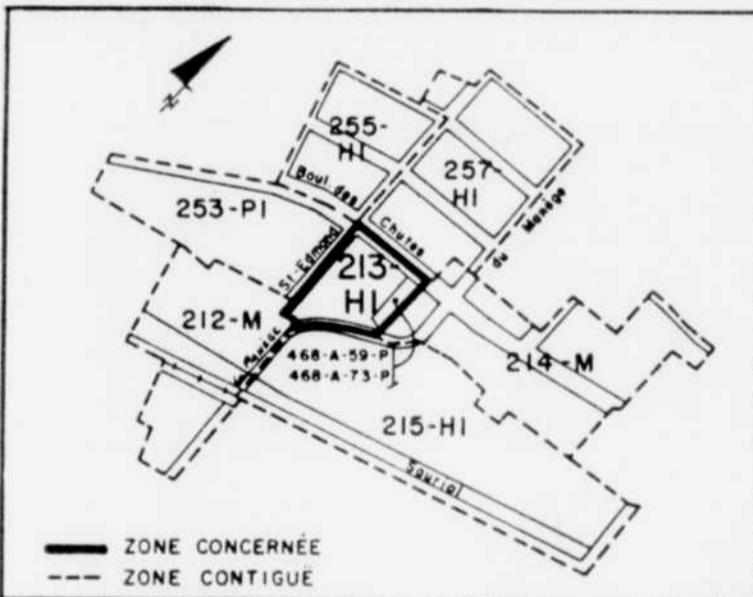 255-
HI
257-
HI
253-PI
Boul. des
Chutes
du Manège
St-Edmond
213-
HI
212-M
468-A-59-P
468-A-73-P
214-M
215-HI
ZONE CONCERNÉE
ZONE CONTIGUË